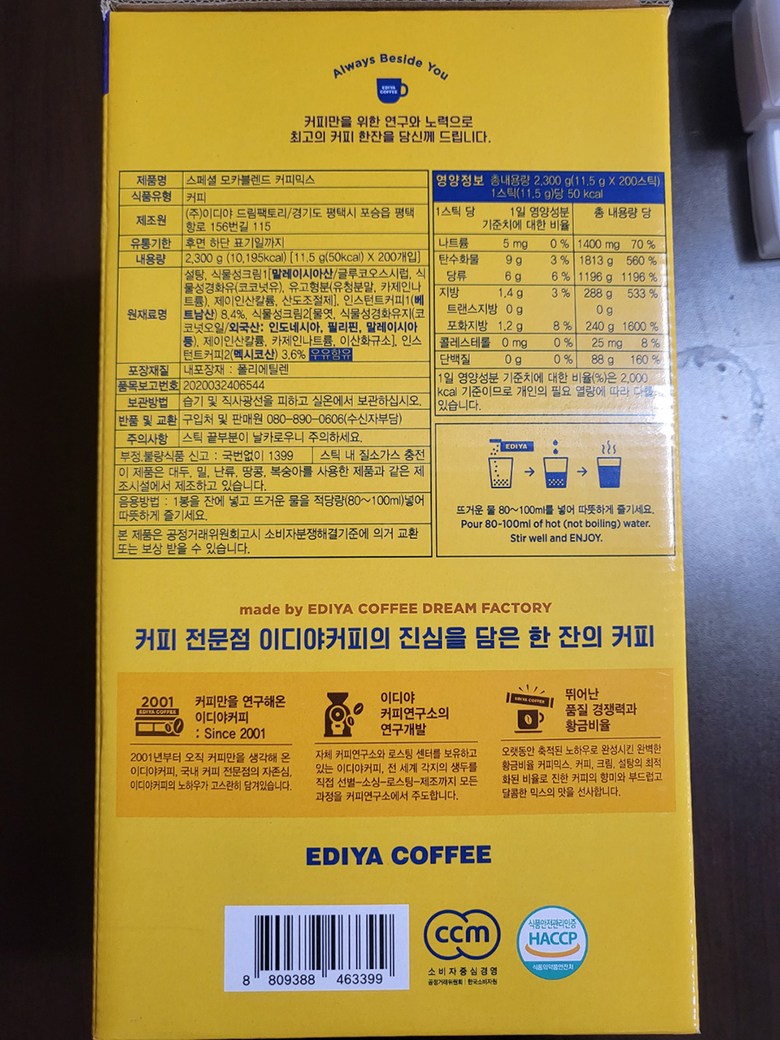 Always Beside You
EDIYA COFFEE
커피만을 위한 연구와 노력으로
최고의 커피 한잔을 당신께 드립니다.
제품명 스페셜 모카블렌드 커피믹스
식품유형 커피
제조원 (주)이디야 드림팩토리/경기도 평택시 포승읍 평택
항로 156번길 115
유통기한 후면 하단 표기일까지
내용량 2,300 g (10,195kcal) [11.5 g(50kcal) X 200개입]
원재료명 설탕, 식물성크림1[말레이시아산/글루코오스시럽, 식
물성경화유(코코넛유), 유고형분(유청분말, 카제인나
트륨), 제이인산칼륨, 산도조절제], 인스턴트커피1(베
트남산) 8.4%, 식물성크림2[물엿, 식물성경화유지(코
코넛오일/외국산: 인도네시아, 필리핀, 말레이시아
등), 제이인산칼륨, 카제인나트륨, 이산화규소], 인스
턴트커피2(멕시코산) 3.6% 우유함유
포장재질 내포장재 : 폴리에틸렌
품목보고번호 2020032406544
보관방법 습기 및 직사광선을 피하고 실온에서 보관하십시오.
반품 및 교환 구입처 및 판매원 080-890-0606(수신자부담)
주의사항 스틱 끝부분이 날카로우니 주의하세요.
부정.불량식품 신고 : 국번없이 1399 스틱 내 질소가스 충전
이 제품은 대두, 밀, 난류, 땅콩, 복숭아를 사용한 제품과 같은 제
조시설에서 제조하고 있습니다.
음용방법 : 1봉을 잔에 넣고 뜨거운 물을 적당량(80~100ml)넣어
따뜻하게 즐기세요.
본 제품은 공정거래위원회고시 소비자분쟁해결기준에 의거 교환
또는 보상 받을 수 있습니다.
영양정보 총내용량 2,300 g(11.5 g X 200스틱)
1스틱(11.5 g)당 50 kcal
1스틱 당 1일 영양성분 기준치에 대한 비율 총 내용량 당
나트륨 5 mg 0 % 1400 mg 70 %
탄수화물 9 g 3 % 1813 g 560 %
당류 6 g 6 % 1196 g 1196 %
지방 1.4 g 3 % 288 g 533 %
트랜스지방 0 g 0 g
포화지방 1.2 g 8 % 240 g 1600 %
콜레스테롤 0 mg 0 % 25 mg 8 %
단백질 0 g 0 % 88 g 160 %
1일 영양성분 기준치에 대한 비율(%)은 2,000
kcal 기준이므로 개인의 필요 열량에 따라 다를 수
있습니다.
EDIYA
뜨거운 물 80~100ml를 넣어 따뜻하게 즐기세요.
Pour 80-100ml of hot (not boiling) water.
Stir well and ENJOY.
made by EDIYA COFFEE DREAM FACTORY
커피 전문점 이디야커피의 진심을 담은 한 잔의 커피
2001
EDIYA COFFEE
커피만을 연구해온
이디야커피
: Since 2001
2001년부터 오직 커피만을 생각해 온
이디야커피, 국내 커피 전문점의 자존심,
이디야커피의 노하우가 고스란히 담겨있습니다.
이디야
커피연구소의
연구개발
자체 커피연구소와 로스팅 센터를 보유하고
있는 이디야커피, 전 세계 각지의 생두를
직접 선별-소싱-로스팅-제조까지 모든
과정을 커피연구소에서 주도합니다.
EDIYA COFFEE
뛰어난
품질 경쟁력과
황금비율
오랫동안 축적된 노하우로 완성시킨 완벽한
황금비율 커피믹스. 커피, 크림, 설탕의 최적
화된 비율로 진한 커피의 향미와 부드럽고
달콤한 믹스의 맛을 선사합니다.
EDIYA COFFEE
8 809388 463399
ccm
소비자중심경영
공정거래위원회 한국소비자원
식품안전관리인증
HACCP
식품의약품안전처